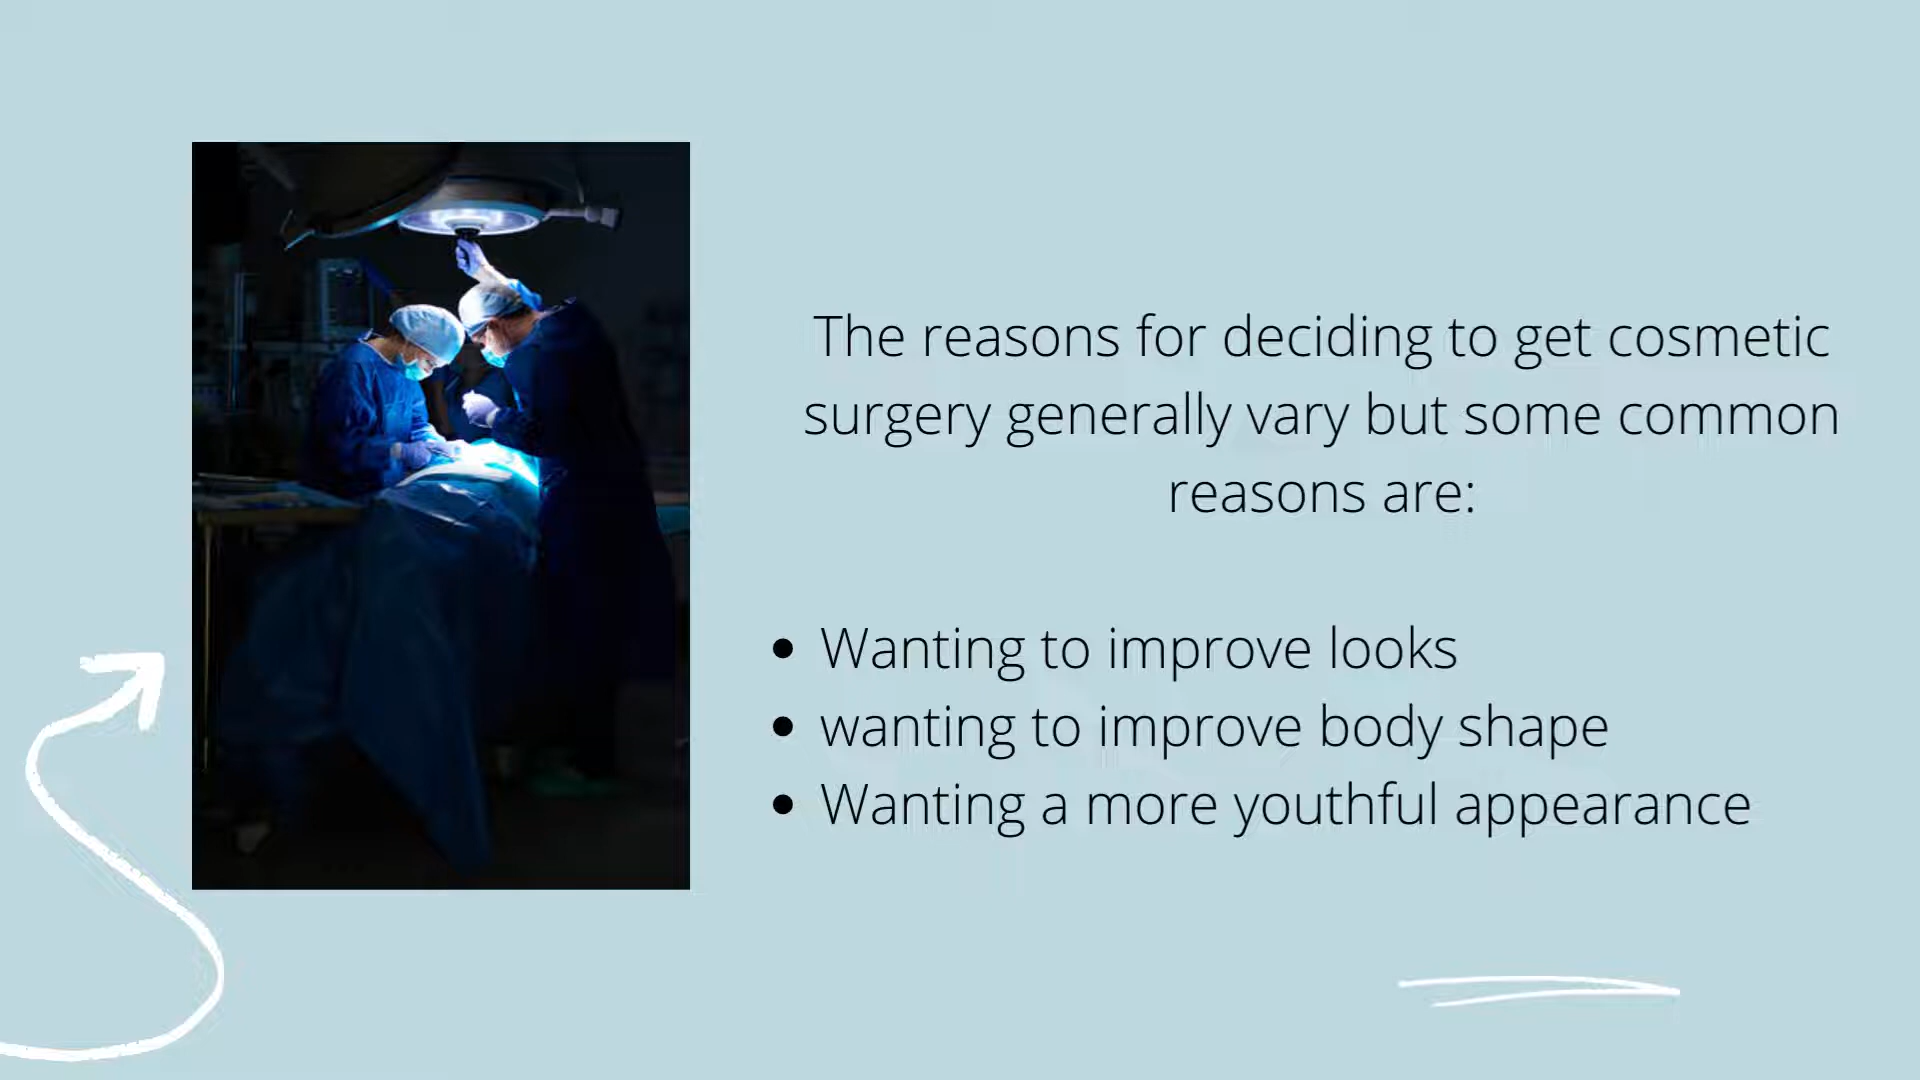 The reasons for deciding to get cosmetic
surgery generally vary but some common
reasons are:
• Wanting to improve looks
• wanting to improve body shape
• Wanting a more youthful appearance